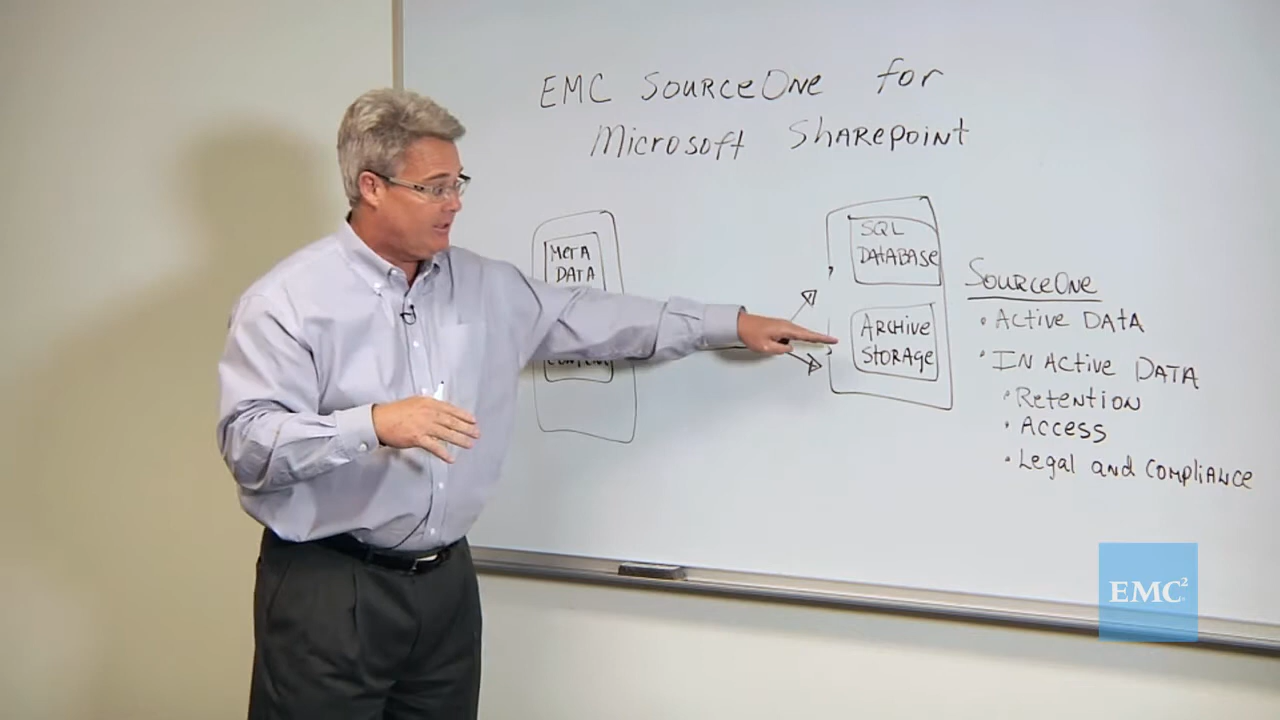 EMC SourceOne for
Microsoft SharePoint
META
DATA
CONTENT
SQL
DATABASE
ARCHIVE
STORAGE
SourceOne
• Active Data
• IN Active Data
• Retention
• Access
• Legal and Compliance
EMC²